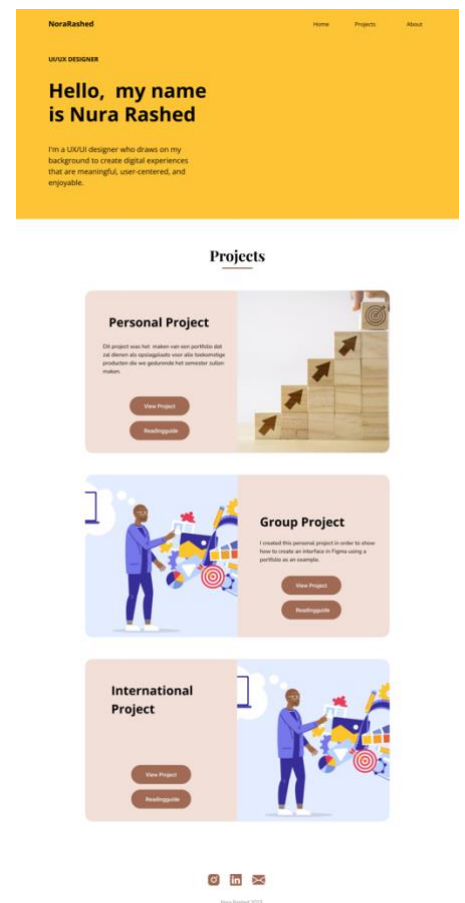 NoraRashed
Home Projects About
UI/UX DESIGNER
Hello, my name
is Nura Rashed
I'm a UX/UI designer who draws on my
background to create digital experiences
that are meaningful, user-centered, and
enjoyable.
Projects
Personal Project
Dit project was het maken van een portfolio dat
zal dienen als opslagplaats voor alle toekomstige
producten die we gedurende het semester zullen
maken.
View Project
Readingguide
Group Project
I created this personal project in order to show
how to create an interface in Figma using a
portfolio as an example.
View Project
Readingguide
International
Project
View Project
Readingguide